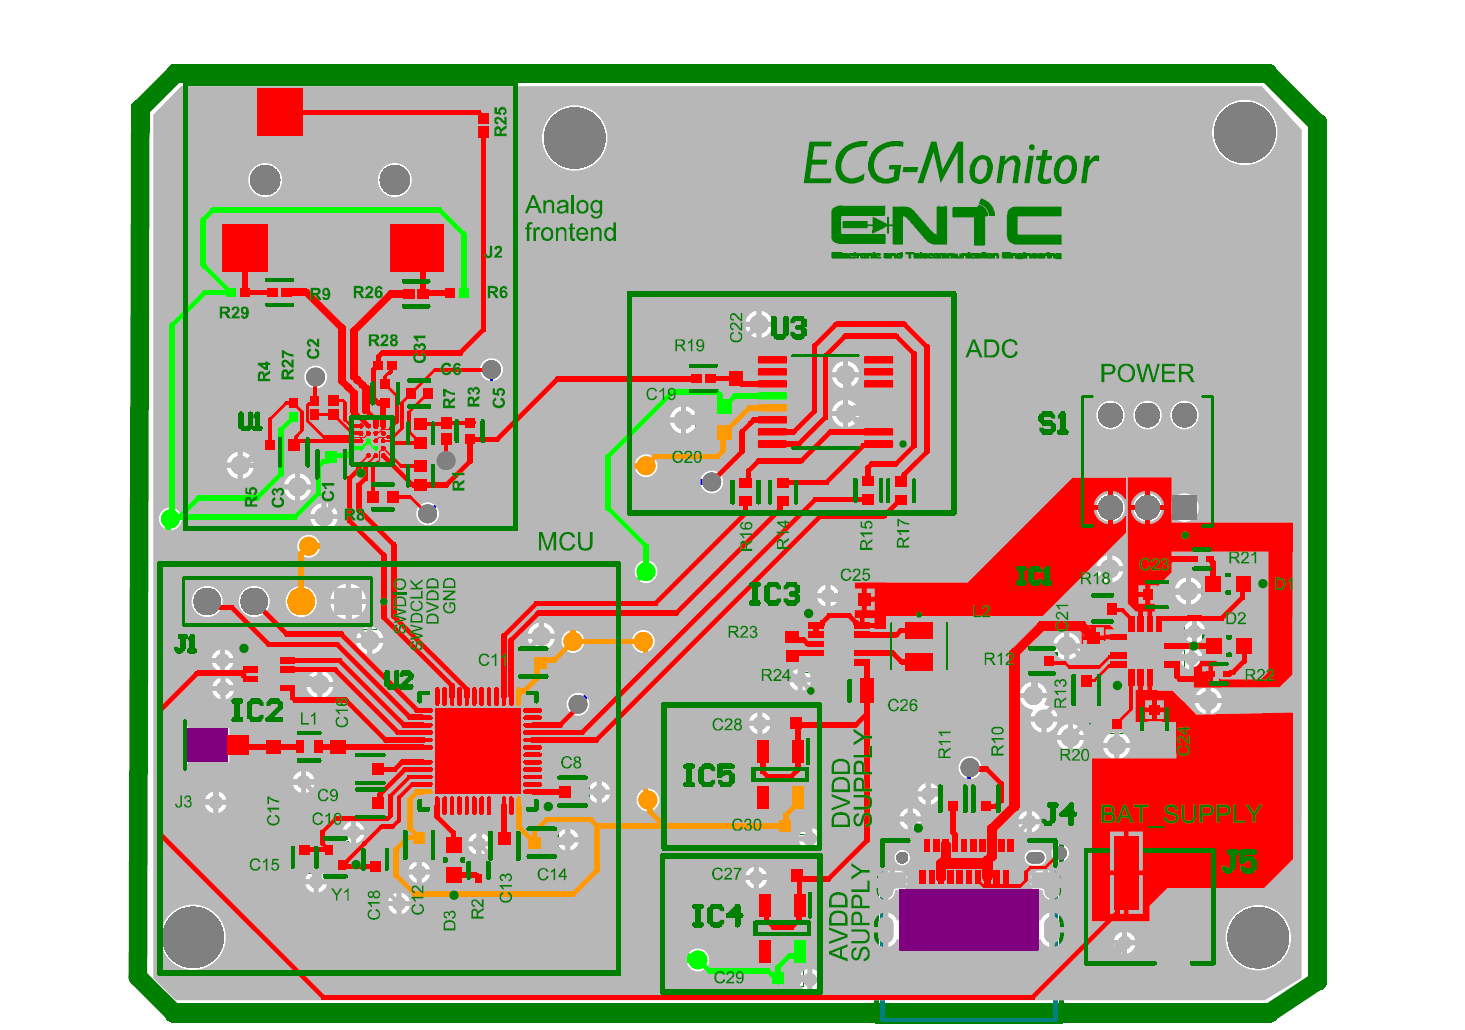 ECG-Monitor
ENTC
Electronic and Telecommunication Engineering
R25
Analog
frontend
J2
R9
R26
R6
R29
R28
C2
C31
R27
R4
C6
R7
R3
C5
U1
R5
C3
C1
R8
R1
C22
U3
R19
C19
C20
ADC
R16
R14
R15
R17
POWER
S1
MCU
SWDIO
SWDCLK
DVDD
GND
J1
C11
U2
IC2
L1
C16
J3
C17
C9
C10
C8
C15
Y1
C18
C12
D3
R2
C13
C14
IC3
C25
L2
R23
R24
C26
IC1
R18
C23
R21
D1
C21
D2
R12
R13
R22
R20
C24
C28
IC5
C30
DVDD
SUPPLY
R11
R10
J4
BAT_SUPPLY
J5
C27
IC4
C29
AVDD
SUPPLY